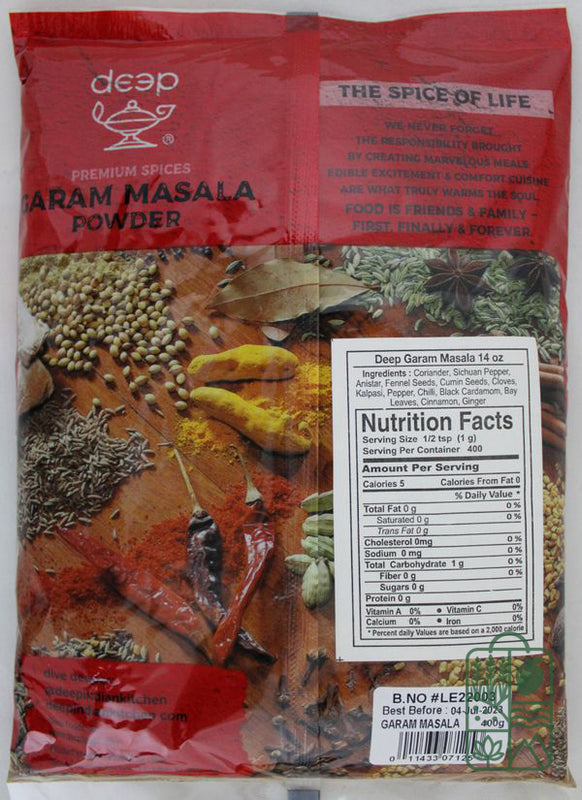 deep
®
PREMIUM SPICES
GARAM MASALA
POWDER
THE SPICE OF LIFE
WE NEVER FORGET
THE RESPONSIBILITY BROUGHT
BY CREATING MARVELOUS MEALS.
EDIBLE EXCITEMENT & COMFORT CUISINE
ARE WHAT TRULY WARMS THE SOUL.
FOOD IS FRIENDS & FAMILY –
FIRST, FINALLY & FOREVER.
Deep Garam Masala 14 oz
Ingredients : Coriander, Sichuan Pepper,
Anistar, Fennel Seeds, Cumin Seeds, Cloves,
Kalpasi, Pepper, Chilli, Black Cardamom, Bay
Leaves, Cinnamon, Ginger
Nutrition Facts
Serving Size 1/2 tsp (1 g)
Serving Per Container 400
Amount Per Serving
Calories 5 Calories From Fat 0
% Daily Value *
Total Fat 0 g 0 %
Saturated 0 g 0 %
Trans Fat 0 g
Cholesterol 0mg 0 %
Sodium 0 mg 0 %
Total Carbohydrate 1 g 0 %
Fiber 0 g 0 %
Sugars 0 g
Protein 0 g
Vitamin A 0% • Vitamin C 0%
Calcium 0% • Iron 0%
* Percent daily Values are based on a 2,000 calorie
dive dee
deepindiankitchen.com
B.NO #LE22003
Best Before : 04-Jul-2023
GARAM MASALA 400g
0 11433 07125